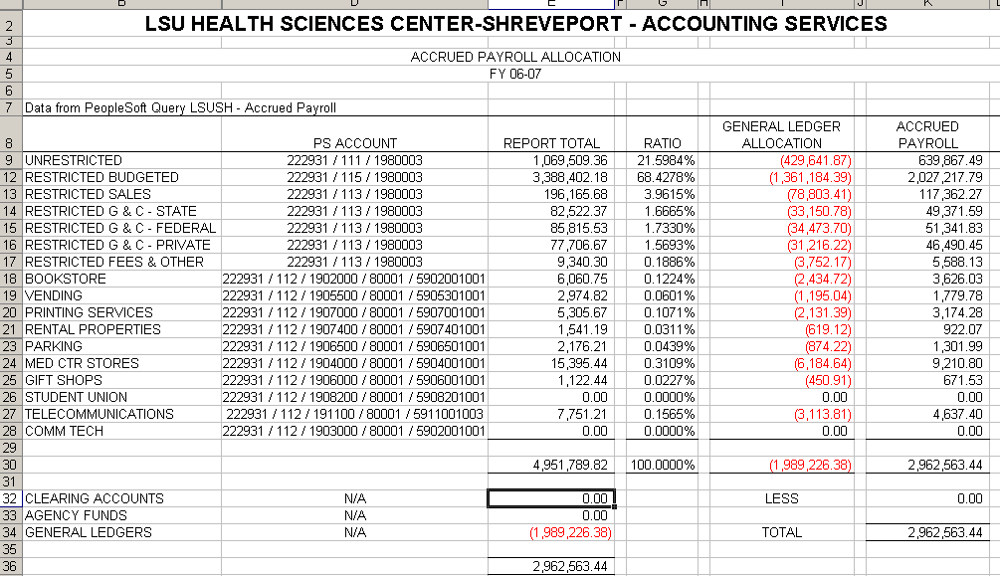 B D E F G H I J K
2 LSU HEALTH SCIENCES CENTER-SHREVEPORT - ACCOUNTING SERVICES
3
4 ACCRUED PAYROLL ALLOCATION
5 FY 06-07
6
7 Data from PeopleSoft Query LSUSH - Accrued Payroll
GENERAL LEDGER ACCRUED
8 PS ACCOUNT REPORT TOTAL RATIO ALLOCATION PAYROLL
9 UNRESTRICTED 222931 / 111 / 1980003 1,069,509.36 21.5984% (429,641.87) 639,867.49
12 RESTRICTED BUDGETED 222931 / 115 / 1980003 3,388,402.18 68.4278% (1,361,184.39) 2,027,217.79
13 RESTRICTED SALES 222931 / 113 / 1980003 196,165.68 3.9615% (78,803.41) 117,362.27
14 RESTRICTED G & C - STATE 222931 / 113 / 1980003 82,522.37 1.6665% (33,150.78) 49,371.59
15 RESTRICTED G & C - FEDERAL 222931 / 113 / 1980003 85,815.53 1.7330% (34,473.70) 51,341.83
16 RESTRICTED G & C - PRIVATE 222931 / 113 / 1980003 77,706.67 1.5693% (31,216.22) 46,490.45
17 RESTRICTED FEES & OTHER 222931 / 113 / 1980003 9,340.30 0.1886% (3,752.17) 5,588.13
18 BOOKSTORE 222931 / 112 / 1902000 / 80001 / 5902001001 6,060.75 0.1224% (2,434.72) 3,626.03
19 VENDING 222931 / 112 / 1905500 / 80001 / 5905301001 2,974.82 0.0601% (1,195.04) 1,779.78
20 PRINTING SERVICES 222931 / 112 / 1907000 / 80001 / 5907001001 5,305.67 0.1071% (2,131.39) 3,174.28
21 RENTAL PROPERTIES 222931 / 112 / 1907400 / 80001 / 5907401001 1,541.19 0.0311% (619.12) 922.07
23 PARKING 222931 / 112 / 1906500 / 80001 / 5906501001 2,176.21 0.0439% (874.22) 1,301.99
24 MED CTR STORES 222931 / 112 / 1904000 / 80001 / 5904001001 15,395.44 0.3109% (6,184.64) 9,210.80
25 GIFT SHOPS 222931 / 112 / 1906000 / 80001 / 5906001001 1,122.44 0.0227% (450.91) 671.53
26 STUDENT UNION 222931 / 112 / 1908200 / 80001 / 5908201001 0.00 0.0000% 0.00 0.00
27 TELECOMMUNICATIONS 222931 / 112 / 191100 / 80001 / 5911001003 7,751.21 0.1565% (3,113.81) 4,637.40
28 COMM TECH 222931 / 112 / 1903000 / 80001 / 5902001001 0.00 0.0000% 0.00 0.00
29
30 4,951,789.82 100.0000% (1,989,226.38) 2,962,563.44
31
32 CLEARING ACCOUNTS N/A 0.00 LESS 0.00
33 AGENCY FUNDS N/A 0.00
34 GENERAL LEDGERS N/A (1,989,226.38) TOTAL 2,962,563.44
35
36 2,962,563.44